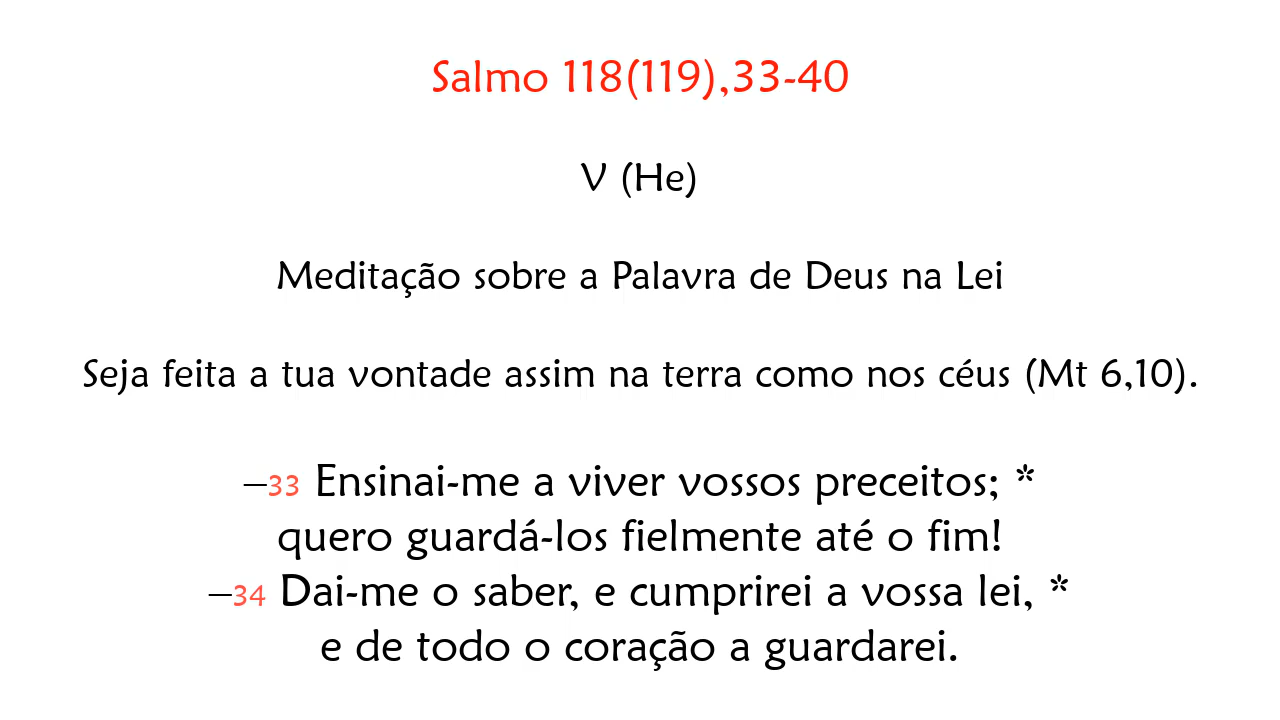 Salmo 118(119),33-40
V (He)
Meditação sobre a Palavra de Deus na Lei
Seja feita a tua vontade assim na terra como nos céus (Mt 6,10).
–33 Ensinai-me a viver vossos preceitos; *
quero guardá-los fielmente até o fim!
–34 Dai-me o saber, e cumprirei a vossa lei, *
e de todo o coração a guardarei.